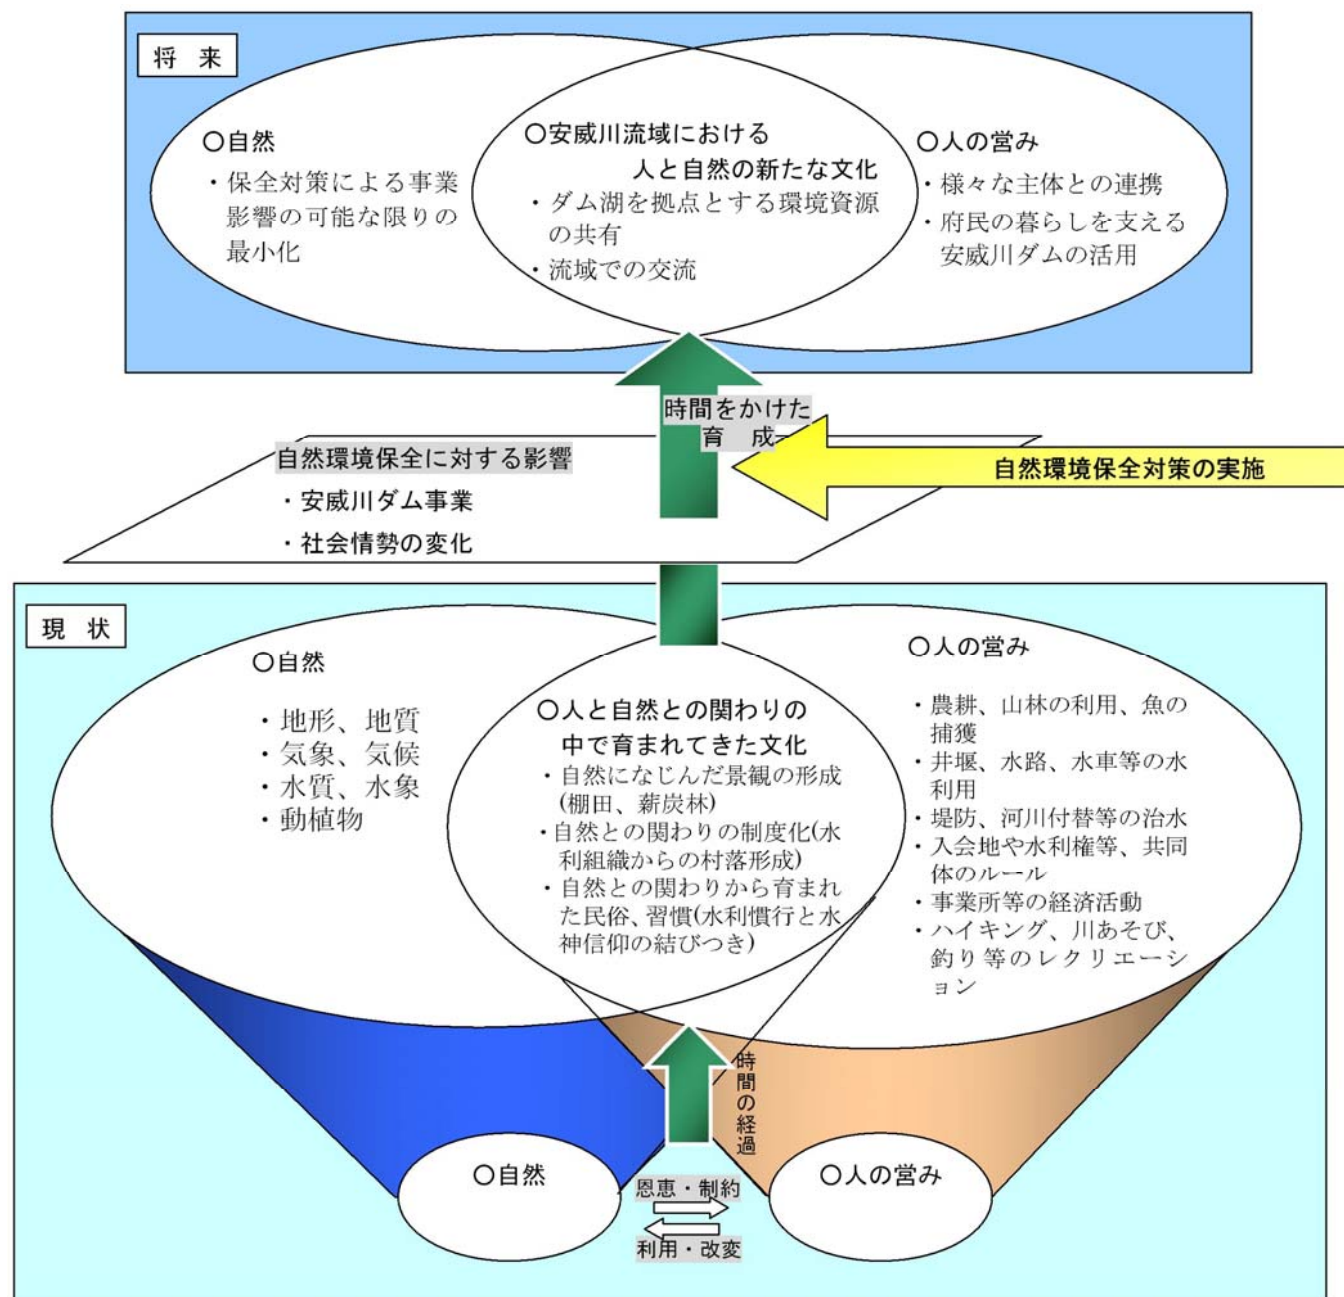 将 来
〇自然
・保全対策による事業
影響の可能な限りの
最小化
〇安威川流域における
人と自然の新たな文化
・ダム湖を拠点とする環境資源
の共有
・流域での交流
〇人の営み
・様々な主体との連携
・府民の暮らしを支える
安威川ダムの活用
時間をかけた
育 成
自然環境保全対策の実施
自然環境保全に対する影響
・安威川ダム事業
・社会情勢の変化
現 状
〇自然
・地形、地質
・気象、気候
・水質、水象
・動植物
〇人と自然との関わりの
中で育まれてきた文化
・自然になじんだ景観の形成
(棚田、薪炭林)
・自然との関わりの制度化(水
利組織からの村落形成)
・自然との関わりから育まれ
た民俗、習慣(水利慣行と水
神信仰の結びつき)
〇人の営み
・農耕、山林の利用、魚の
捕獲
・井堰、水路、水車等の水
利用
・堤防、河川付替等の治水
・入会地や水利権等、共同
体のルール
・事業所等の経済活動
・ハイキング、川あそび、
釣り等のレクリエーシ
ョン
時間の経過
〇自然
恩恵・制約
利用・改変
〇人の営み